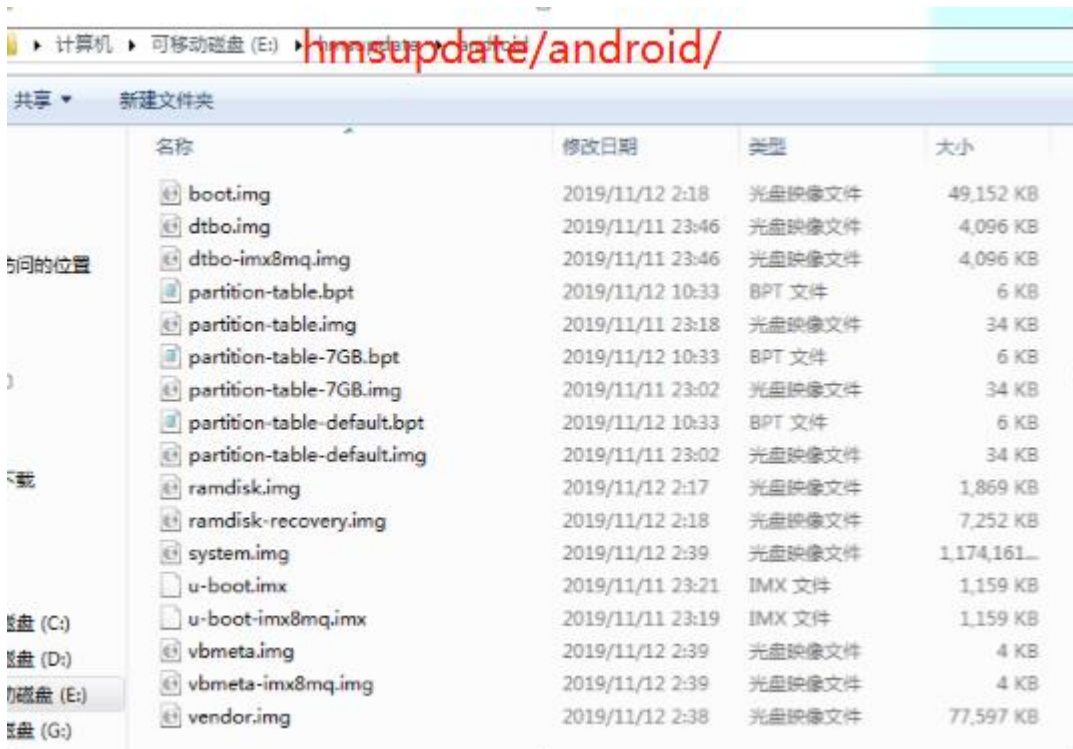 计算机 可移动磁盘 (E:) hmsupdate android
hmsupdate/android/
共享 新建文件夹
名称 修改日期 类型 大小
boot.img 2019/11/12 2:18 光盘映像文件 49,152 KB
dtbo.img 2019/11/11 23:46 光盘映像文件 4,096 KB
访问的位置 dtbo-imx8mq.img 2019/11/11 23:46 光盘映像文件 4,096 KB
partition-table.bpt 2019/11/12 10:33 BPT 文件 6 KB
partition-table.img 2019/11/11 23:18 光盘映像文件 34 KB
partition-table-7GB.bpt 2019/11/12 10:33 BPT 文件 6 KB
partition-table-7GB.img 2019/11/11 23:02 光盘映像文件 34 KB
partition-table-default.bpt 2019/11/12 10:33 BPT 文件 6 KB
partition-table-default.img 2019/11/11 23:02 光盘映像文件 34 KB
下载 ramdisk.img 2019/11/12 2:17 光盘映像文件 1,869 KB
ramdisk-recovery.img 2019/11/12 2:18 光盘映像文件 7,252 KB
system.img 2019/11/12 2:39 光盘映像文件 1,174,161...
u-boot.imx 2019/11/11 23:21 IMX 文件 1,159 KB
磁盘 (C:) u-boot-imx8mq.imx 2019/11/11 23:19 IMX 文件 1,159 KB
磁盘 (D:) vbmeta.img 2019/11/12 2:39 光盘映像文件 4 KB
动磁盘 (E:) vbmeta-imx8mq.img 2019/11/12 2:39 光盘映像文件 4 KB
磁盘 (G:) vendor.img 2019/11/12 2:38 光盘映像文件 77,597 KB